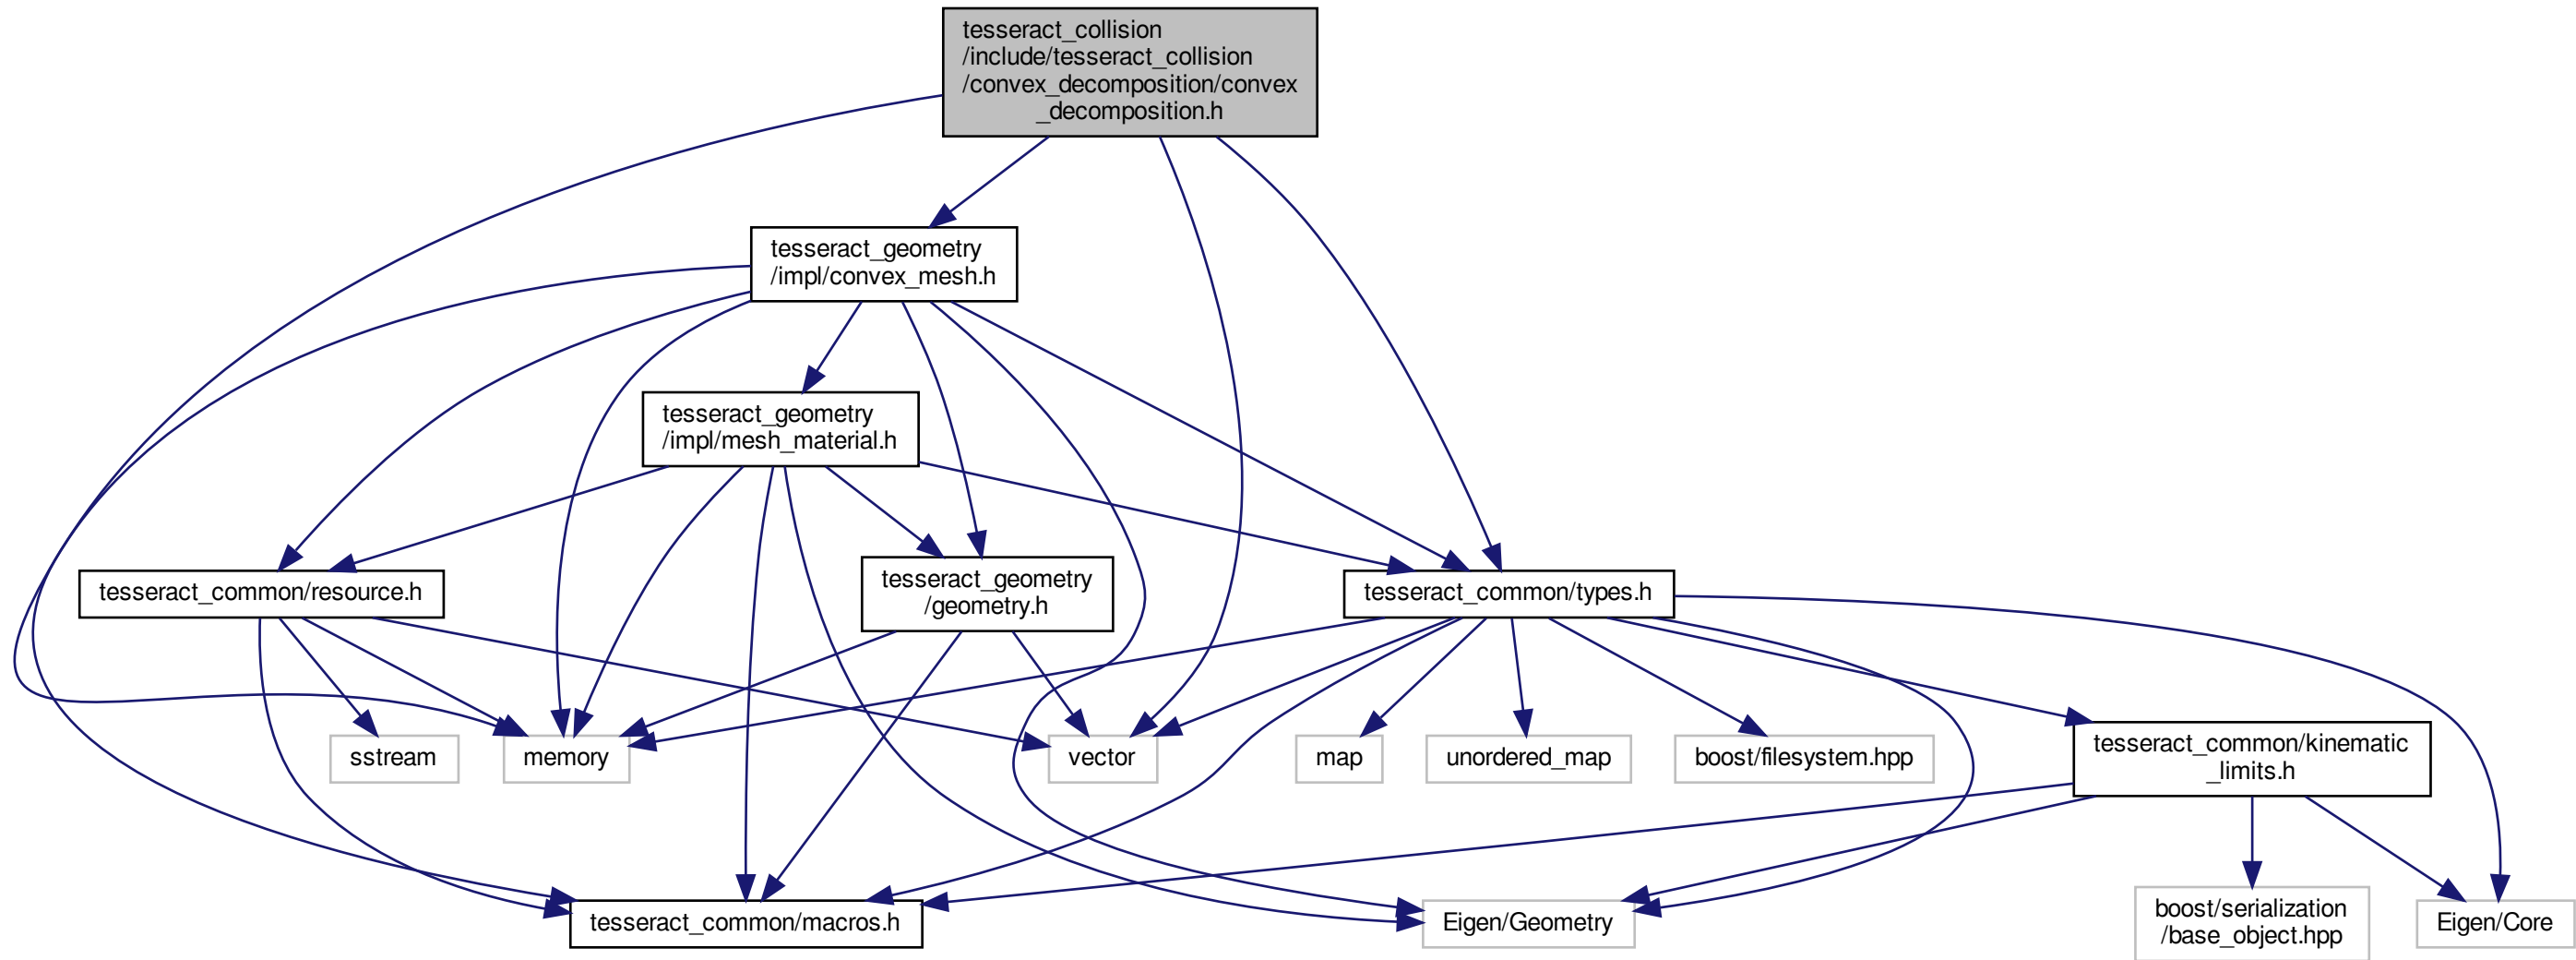 tesseract_collision
/include/tesseract_collision
/convex_decomposition/convex
_decomposition.h
tesseract_geometry
/impl/convex_mesh.h
tesseract_geometry
/impl/mesh_material.h
tesseract_common/resource.h
tesseract_geometry
/geometry.h
tesseract_common/types.h
sstream
memory
vector
map
unordered_map
boost/filesystem.hpp
tesseract_common/kinematic
_limits.h
tesseract_common/macros.h
Eigen/Geometry
boost/serialization
/base_object.hpp
Eigen/Core